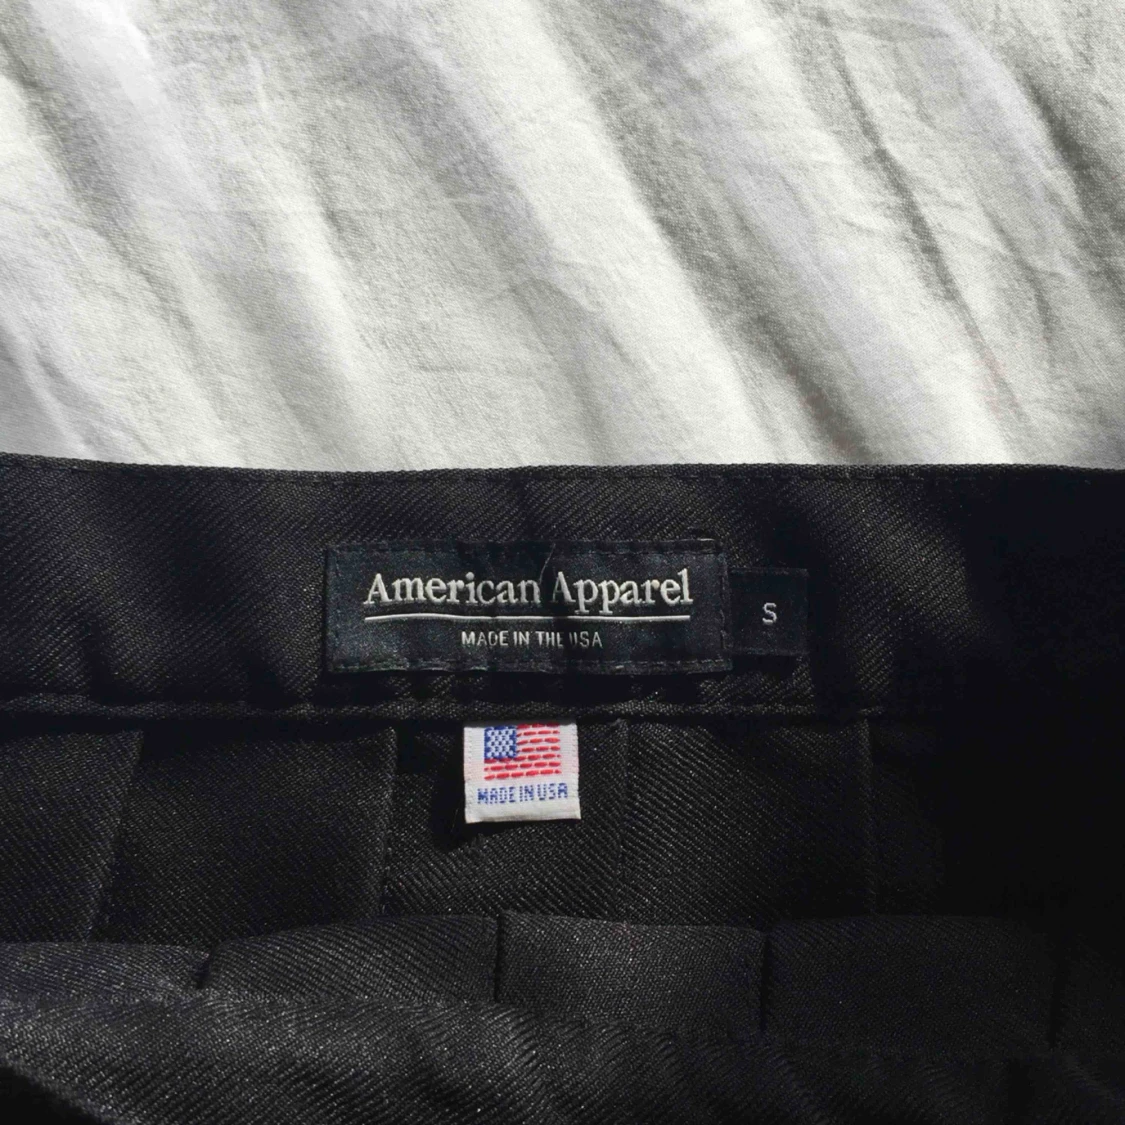 American Apparel
MADE IN THE USA
S
MADE IN USA